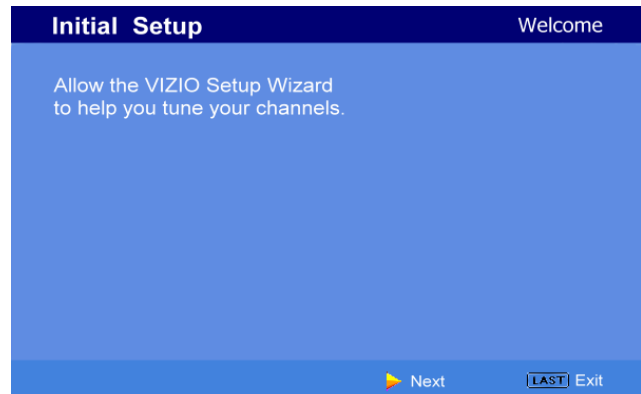 Initial Setup
Welcome
Allow the VIZIO Setup Wizard
to help you tune your channels.
Next
LAST Exit